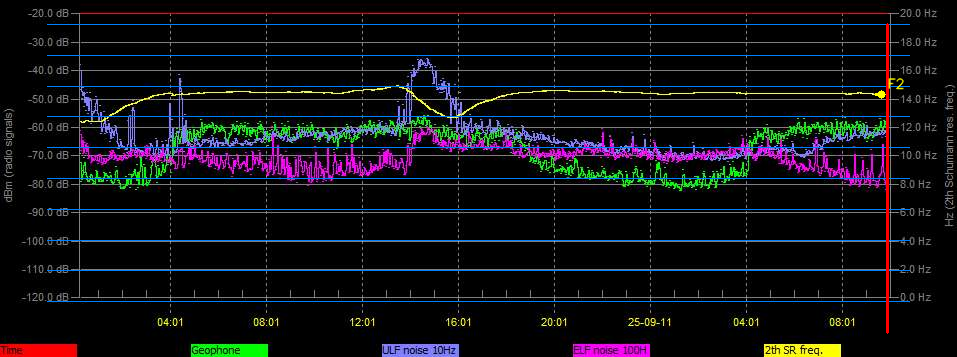 -20.0 dB 20.0 Hz
-30.0 dB 18.0 Hz
-40.0 dB 16.0 Hz
F2
-50.0 dB 14.0 Hz
-60.0 dB 12.0 Hz
-70.0 dB 10.0 Hz
-80.0 dB 8.0 Hz
-90.0 dB 6.0 Hz
-100.0 dB 4.0 Hz
-110.0 dB 2.0 Hz
-120.0 dB 0.0 Hz
dBm (radio signals)
Hz (2th Schumann res. freq.)
04:01 08:01 12:01 16:01 20:01 25-09-11 04:01 08:01
Time Geophone ULF noise 10Hz ELF noise 100H 2th SR freq.